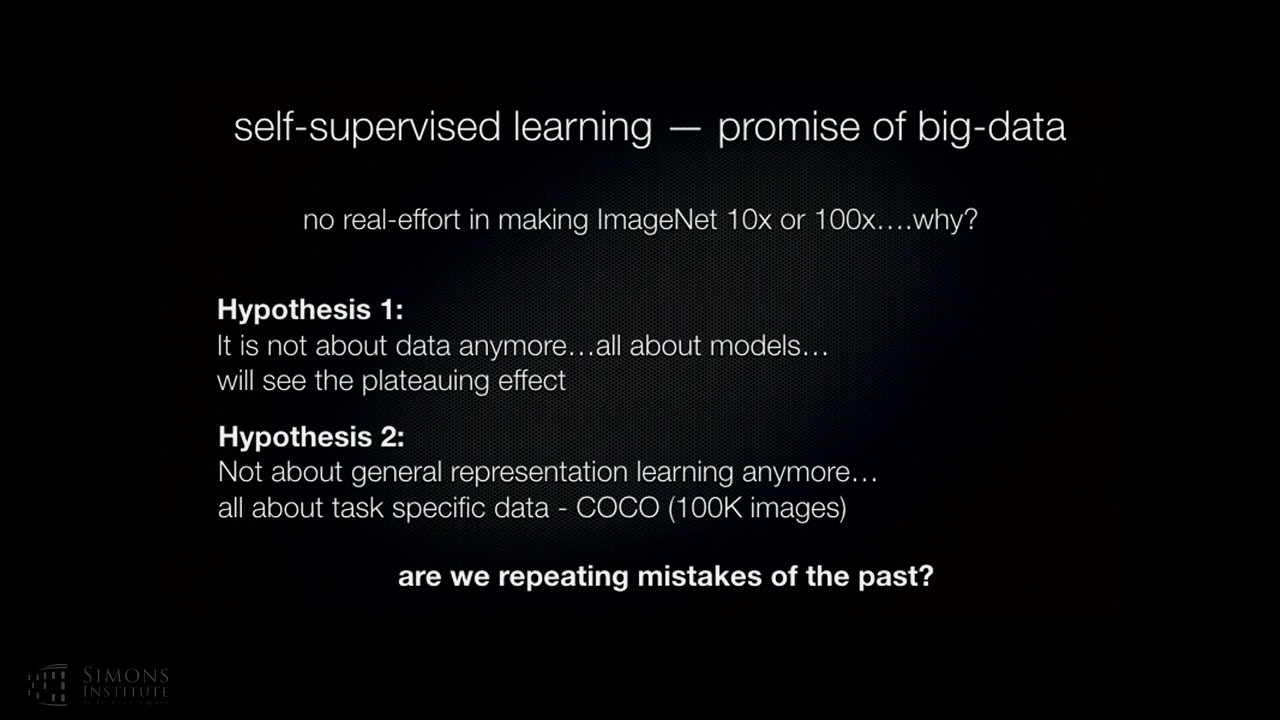 self-supervised learning — promise of big-data
no real-effort in making ImageNet 10x or 100x....why?
Hypothesis 1:
It is not about data anymore...all about models...
will see the plateauing effect
Hypothesis 2:
Not about general representation learning anymore...
all about task specific data - COCO (100K images)
are we repeating mistakes of the past?
SIMONS
INSTITUTE